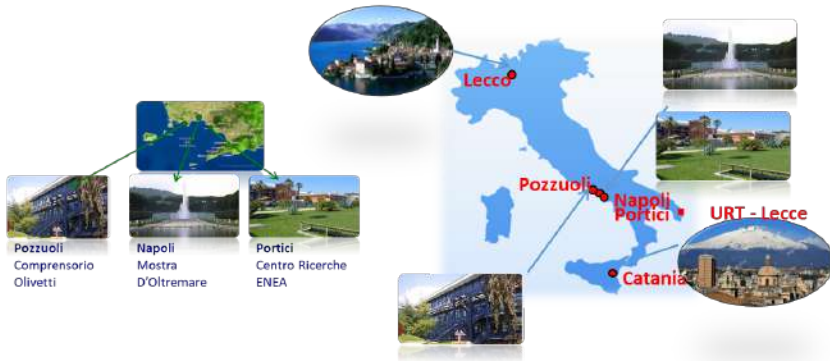 Pozzuoli
Comprensorio
Olivetti
Napoli
Mostra
D'Oltremare
Portici
Centro Ricerche
ENEA
Lecco
Pozzuoli
Napoli
Portici
URT - Lecce
Catania